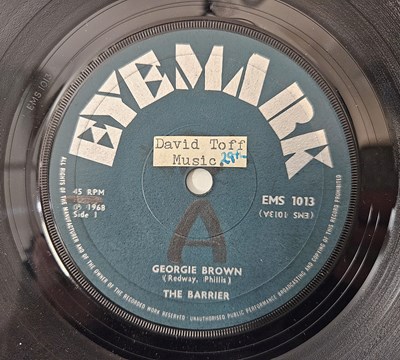 EYEMARK
David Toff
Music.
45 RPM
℗ 1968
Side 1
EMS 1013
(EMS 1013A)
A
GEORGIE BROWN
(Redway, Phillis)
THE BARRIER
ALL RIGHTS OF THE MANUFACTURER AND OF THE OWNER OF THE RECORDED WORK RESERVED · UNAUTHORISED PUBLIC PERFORMANCE BROADCASTING AND COPYING OF THIS RECORD PROHIBITED